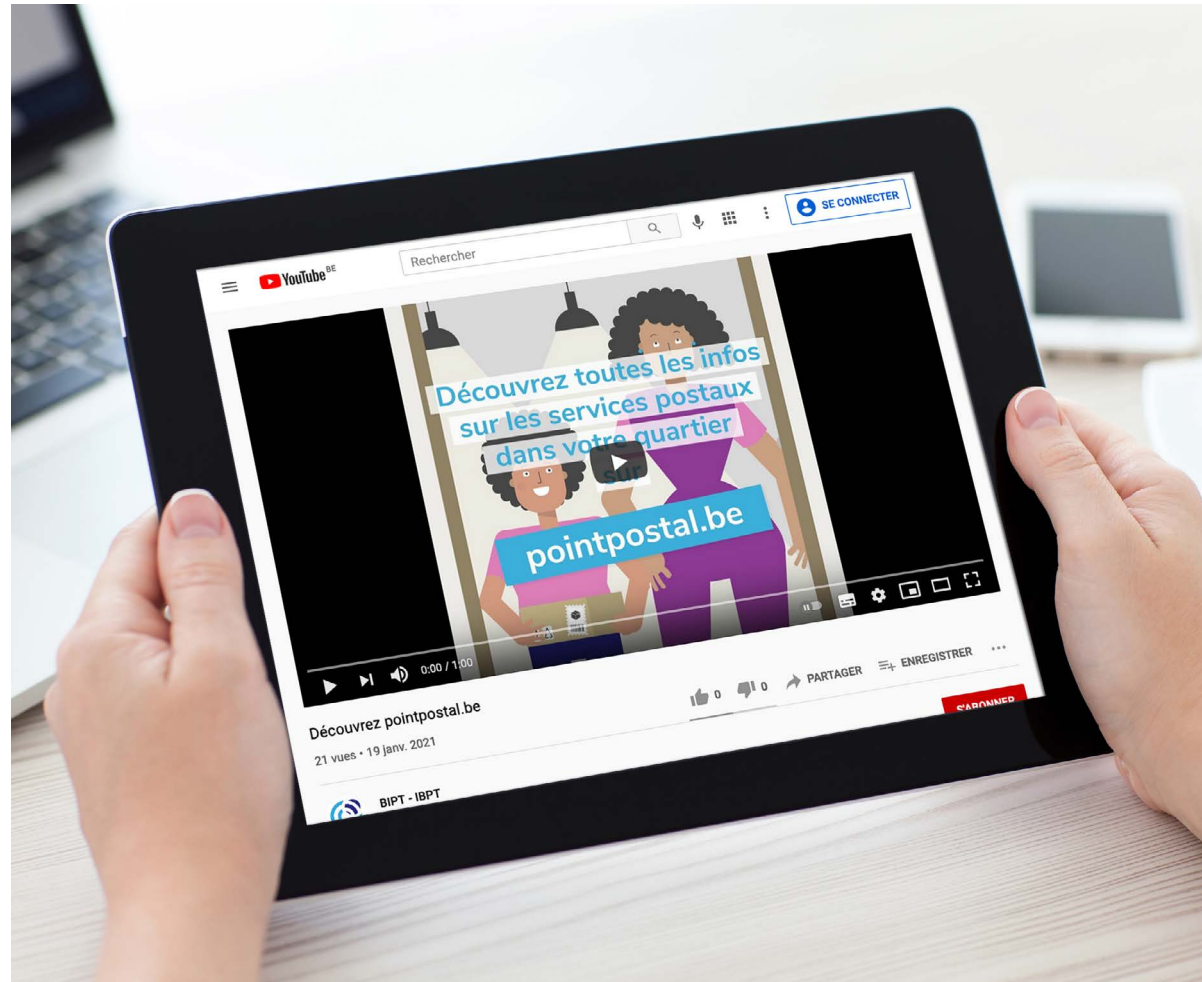 YouTube BE
Rechercher
SE CONNECTER
Découvrez toutes les infos
sur les services postaux
dans votre quartier
sur
pointpostal.be
0:00 / 1:00
Découvrez pointpostal.be
21 vues • 19 janv. 2021
0
0
PARTAGER
ENREGISTRER
S'ABONNER
BIPT - IBPT